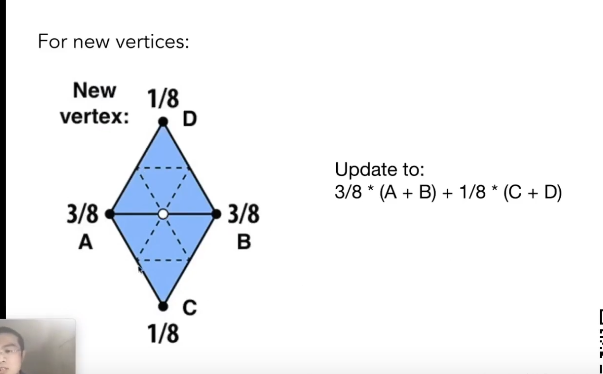 For new vertices:
New
vertex:
1/8
D
3/8
A
3/8
B
C
1/8
Update to:
3/8 * (A + B) + 1/8 * (C + D)